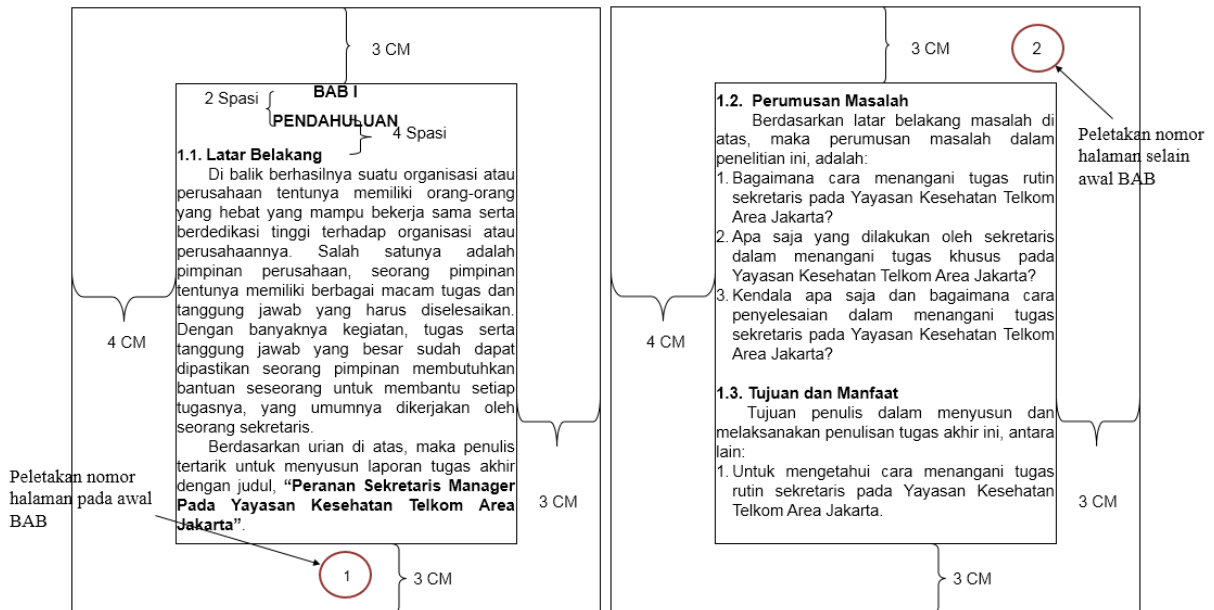 3 CM
2 Spasi
BAB I
PENDAHULUAN
4 Spasi
1.1. Latar Belakang
Di balik berhasilnya suatu organisasi atau
perusahaan tentunya memiliki orang-orang
yang hebat yang mampu bekerja sama serta
berdedikasi tinggi terhadap organisasi atau
perusahaannya. Salah satunya adalah
pimpinan perusahaan, seorang pimpinan
tentunya memiliki berbagai macam tugas dan
tanggung jawab yang harus diselesaikan.
Dengan banyaknya kegiatan, tugas serta
tanggung jawab yang besar sudah dapat
dipastikan seorang pimpinan membutuhkan
bantuan seseorang untuk membantu setiap
tugasnya, yang umumnya dikerjakan oleh
seorang sekretaris.
Berdasarkan urian di atas, maka penulis
tertarik untuk menyusun laporan tugas akhir
dengan judul, “Peranan Sekretaris Manager
Pada Yayasan Kesehatan Telkom Area
Jakarta”.
4 CM
3 CM
Peletakan nomor
halaman pada awal
BAB
1
3 CM
3 CM
2
Peletakan nomor
halaman selain
awal BAB
1.2. Perumusan Masalah
Berdasarkan latar belakang masalah di
atas, maka perumusan masalah dalam
penelitian ini, adalah:
1. Bagaimana cara menangani tugas rutin
sekretaris pada Yayasan Kesehatan Telkom
Area Jakarta?
2. Apa saja yang dilakukan oleh sekretaris
dalam menangani tugas khusus pada
Yayasan Kesehatan Telkom Area Jakarta?
3. Kendala apa saja dan bagaimana cara
penyelesaian dalam menangani tugas
sekretaris pada Yayasan Kesehatan Telkom
Area Jakarta?
1.3. Tujuan dan Manfaat
Tujuan penulis dalam menyusun dan
melaksanakan penulisan tugas akhir ini, antara
lain:
1. Untuk mengetahui cara menangani tugas
rutin sekretaris pada Yayasan Kesehatan
Telkom Area Jakarta.
4 CM
3 CM
3 CM